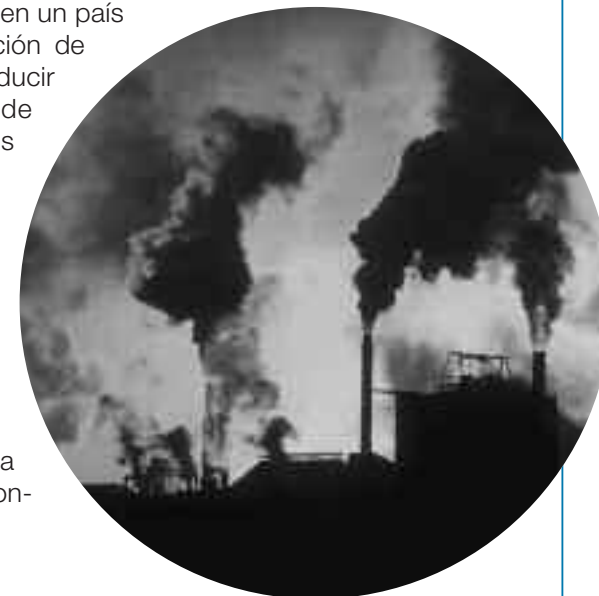 en un país
ción de
ducir
de
s
a
on-